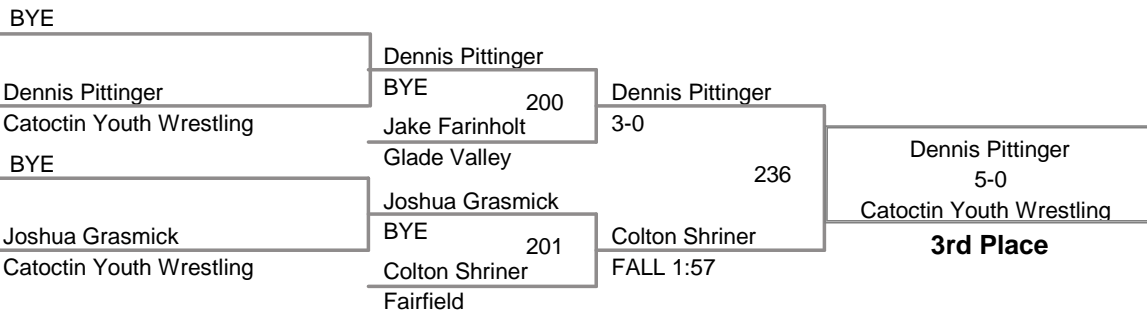 BYE
Dennis Pittinger
Catoctin Youth Wrestling
BYE
Joshua Grasmick
Catoctin Youth Wrestling
Dennis Pittinger
BYE
200
Jake Farinholt
Glade Valley
Joshua Grasmick
BYE
201
Colton Shriner
Fairfield
Dennis Pittinger
3-0
236
Colton Shriner
FALL 1:57
Dennis Pittinger
5-0
Catoctin Youth Wrestling
3rd Place